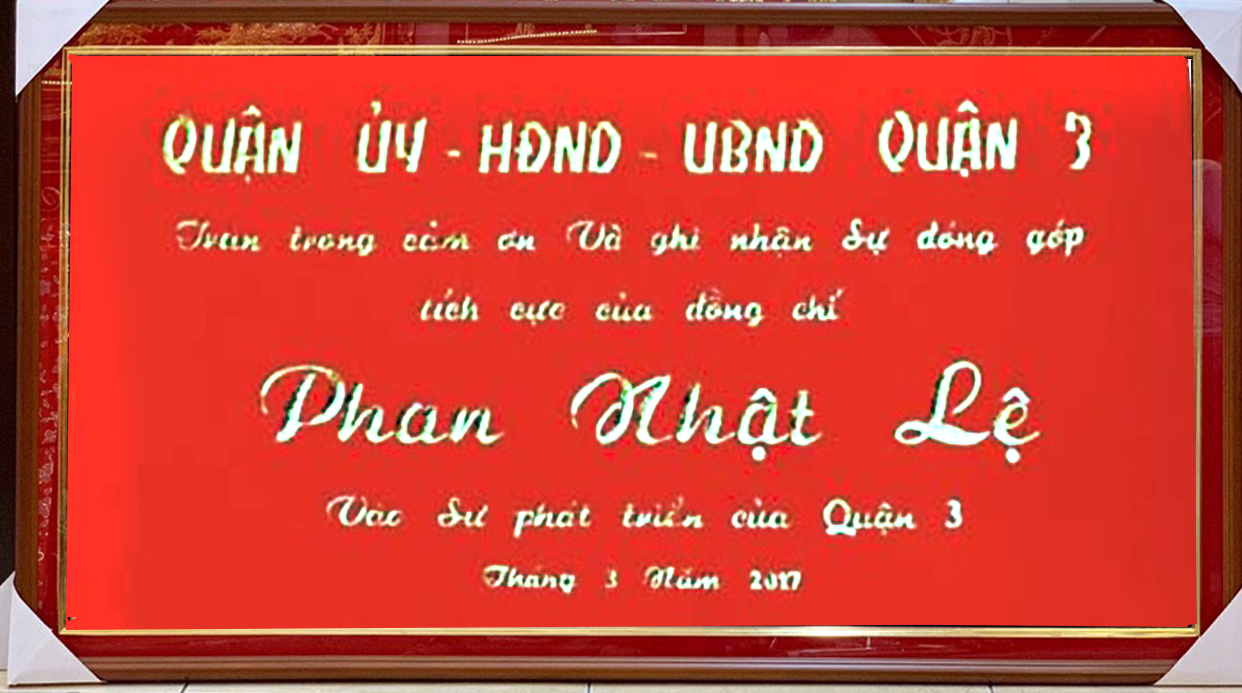 QUẬN ỦY - HĐND - UBND QUẬN 3
Trân trọng cảm ơn Và ghi nhận Sự đóng góp
tích cực của đồng chí
Phan Nhật Lệ
Vào Sự phát triển của Quận 3
Tháng 3 Năm 2017